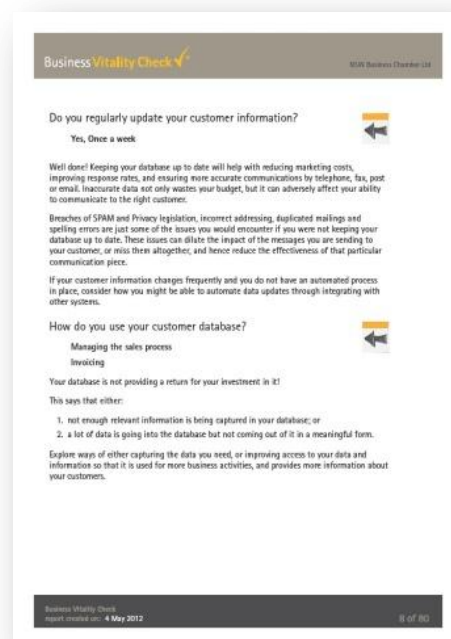 Business Vitality Check
NSW Business Chamber Ltd
Do you regularly update your customer information?
Yes, Once a week
Well done! Keeping your database up to date will help with reducing marketing costs,
improving response rates, and ensuring more accurate communications by telephone, fax, post
or email. Inaccurate data not only wastes your budget, but it can adversely affect your ability
to communicate to the right customer.
Breaches of SPAM and Privacy legislation, incorrect addressing, duplicated mailings and
spelling errors are just some of the issues you would encounter if you were not keeping your
database up to date. These issues can dilute the impact of the messages you are sending to
your customer, or miss them altogether, and hence reduce the effectiveness of that particular
communication piece.
If your customer information changes frequently and you do not have an automated process
in place, consider how you might be able to automate data updates through integrating with
other systems.
How do you use your customer database?
Managing the sales process
Invoicing
Your database is not providing a return for your investment in it!
This says that either:
1. not enough relevant information is being captured in your database; or
2. a lot of data is going into the database but not coming out of it in a meaningful form.
Explore ways of either capturing the data you need, or improving access to your data and
information so that it is used for more business activities, and provides more information about
your customers.
Business Vitality Check
report created on: 4 May 2012
8 of 80